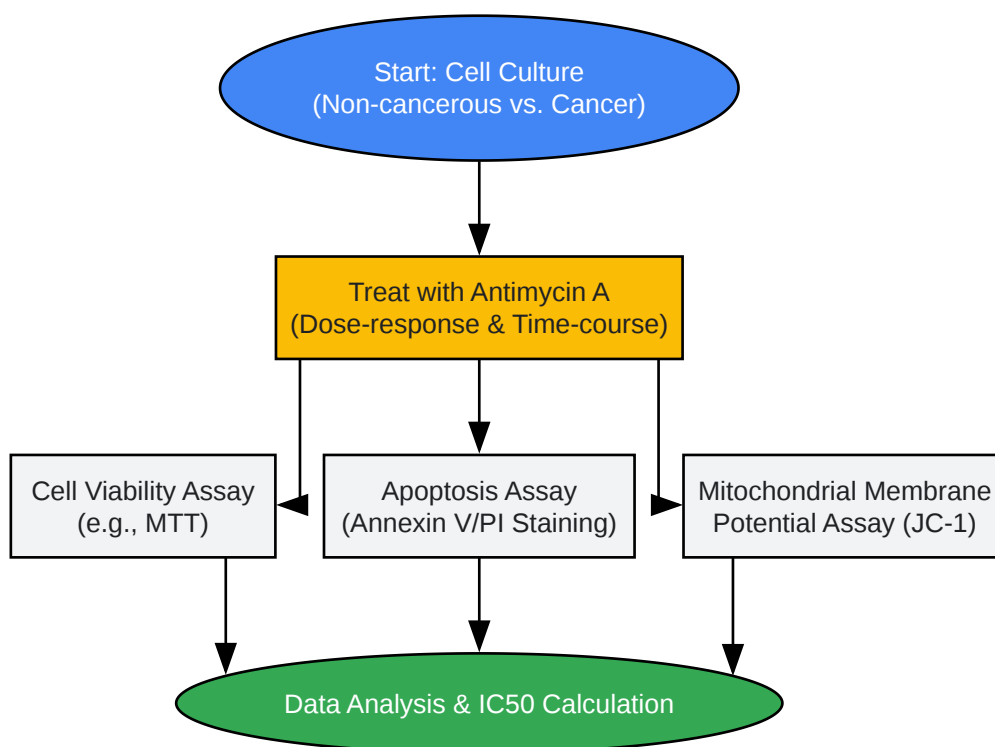 Start: Cell Culture
(Non-cancerous vs. Cancer)
Treat with Antimycin A
(Dose-response & Time-course)
Cell Viability Assay
(e.g., MTT)
Apoptosis Assay
(Annexin V/PI Staining)
Mitochondrial Membrane
Potential Assay (JC-1)
Data Analysis & IC50 Calculation